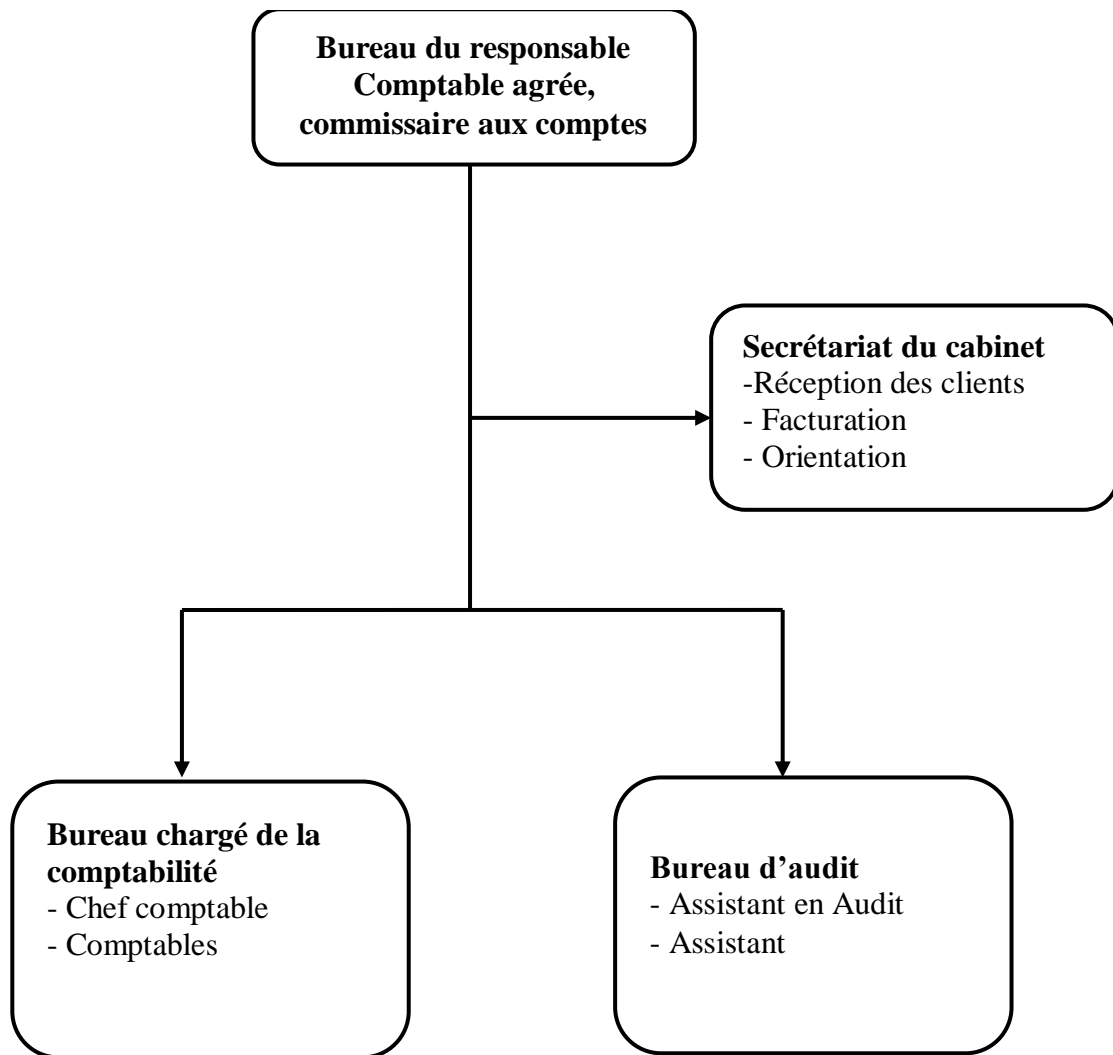 Bureau du responsable
Comptable agrée,
commissaire aux comptes
Secrétariat du cabinet
-Réception des clients
- Facturation
- Orientation
Bureau chargé de la
comptabilité
- Chef comptable
- Comptables
Bureau d’audit
- Assistant en Audit
- Assistant